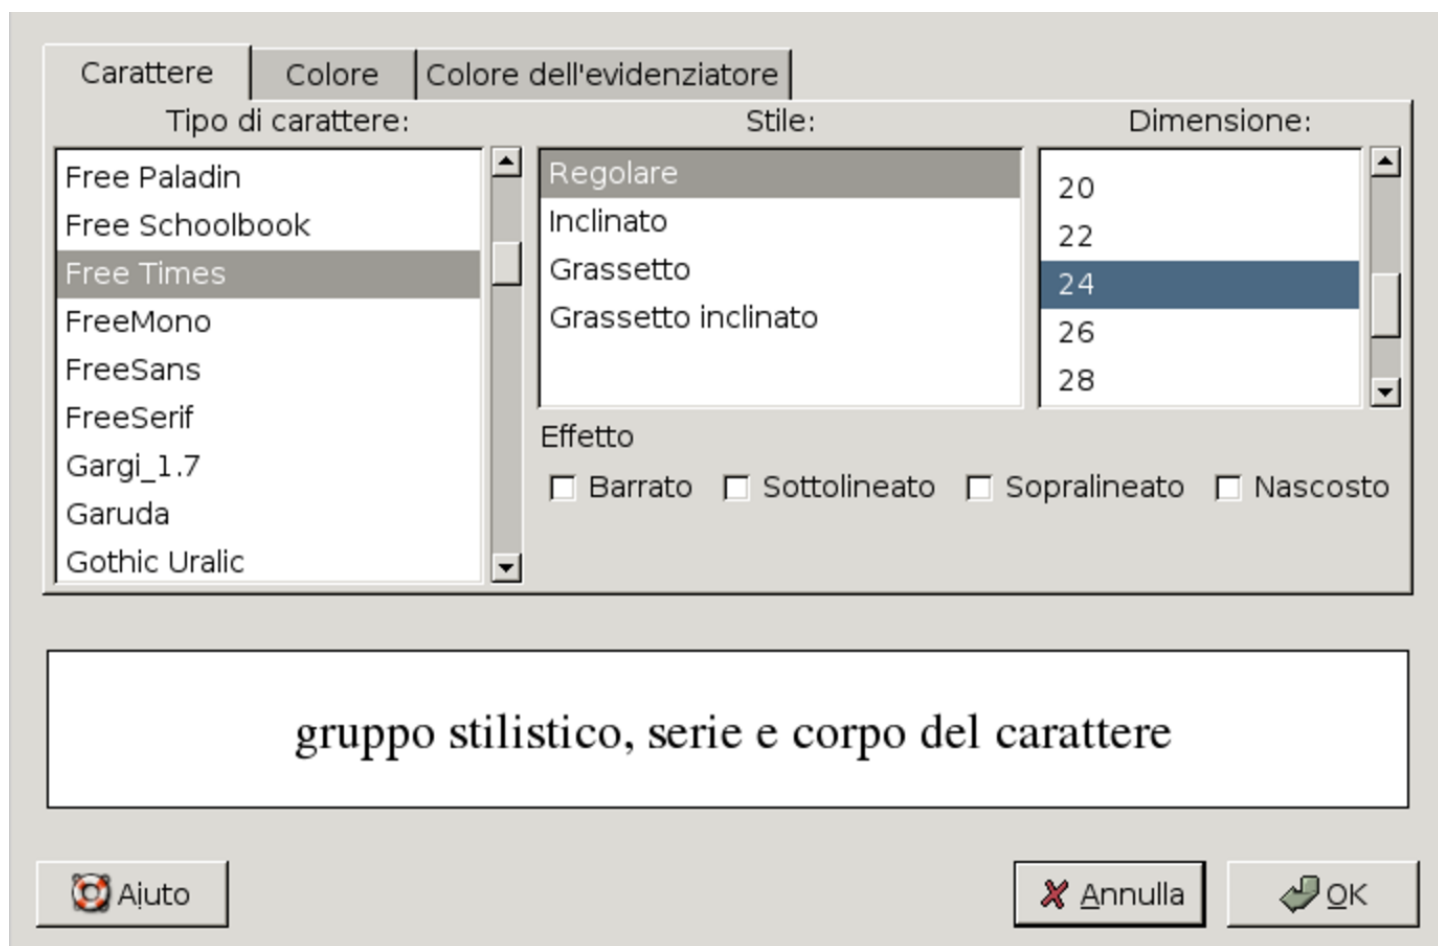 Carattere
Colore
Colore dell'evidenziatore
Tipo di carattere:
Free Paladin
Free Schoolbook
Free Times
FreeMono
FreeSans
FreeSerif
Gargi_1.7
Garuda
Gothic Uralic
Stile:
Regolare
Inclinato
Grassetto
Grassetto inclinato
Dimensione:
20
22
24
26
28
Effetto
Barrato Sottolineato Sopralineato Nascosto
gruppo stilistico, serie e corpo del carattere
Aiuto
Annulla
OK